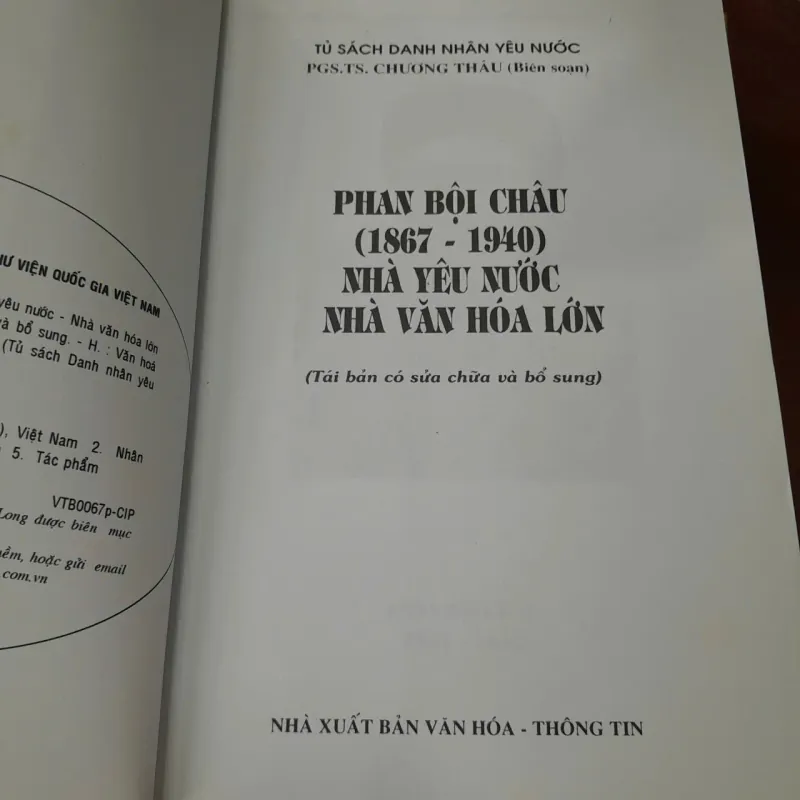 HƯ VIỆN QUỐC GIA VIỆT NAM
yêu nước - Nhà văn hóa lớn
và bổ sung. - H. : Văn hoá
(Tủ sách Danh nhân yêu
), Việt Nam 2. Nhân
5. Tác phẩm
VTB0067p-CIP
Long được biên mục
mềm, hoặc gửi email
.com.vn
TỦ SÁCH DANH NHÂN YÊU NƯỚC
PGS.TS. CHƯƠNG THÂU (Biên soạn)
PHAN BỘI CHÂU
(1867 - 1940)
NHÀ YÊU NƯỚC
NHÀ VĂN HÓA LỚN
(Tái bản có sửa chữa và bổ sung)
NHÀ XUẤT BẢN VĂN HÓA - THÔNG TIN